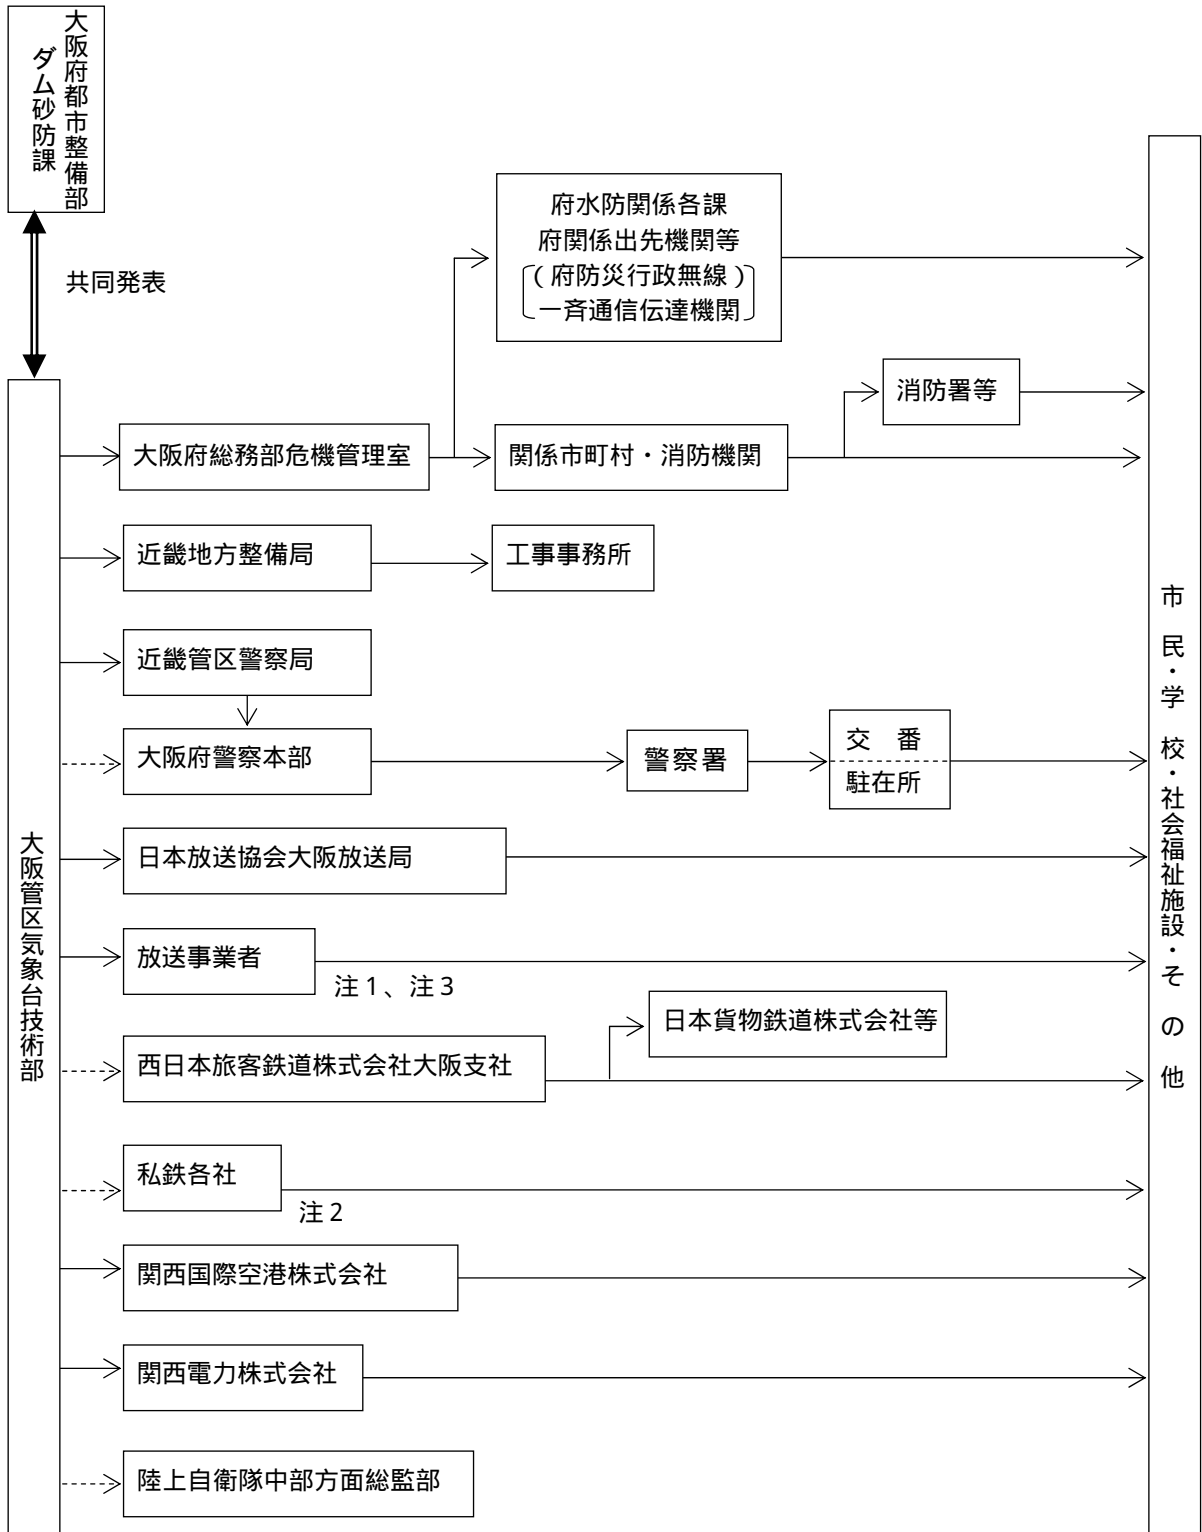 大阪府都市整備部
ダム砂防課
共同発表
府水防関係各課
府関係出先機関等
（府防災行政無線）
一斉通信伝達機関
消防署等
大阪府総務部危機管理室
関係市町村・消防機関
近畿地方整備局
工事事務所
近畿管区警察局
大阪府警察本部
警察署
交　番
駐在所
日本放送協会大阪放送局
放送事業者
注１、注３
日本貨物鉄道株式会社等
西日本旅客鉄道株式会社大阪支社
私鉄各社
注２
関西国際空港株式会社
関西電力株式会社
陸上自衛隊中部方面総監部
大阪管区気象台技術部
市　民・学　校・社会福祉施設・そ　の　他